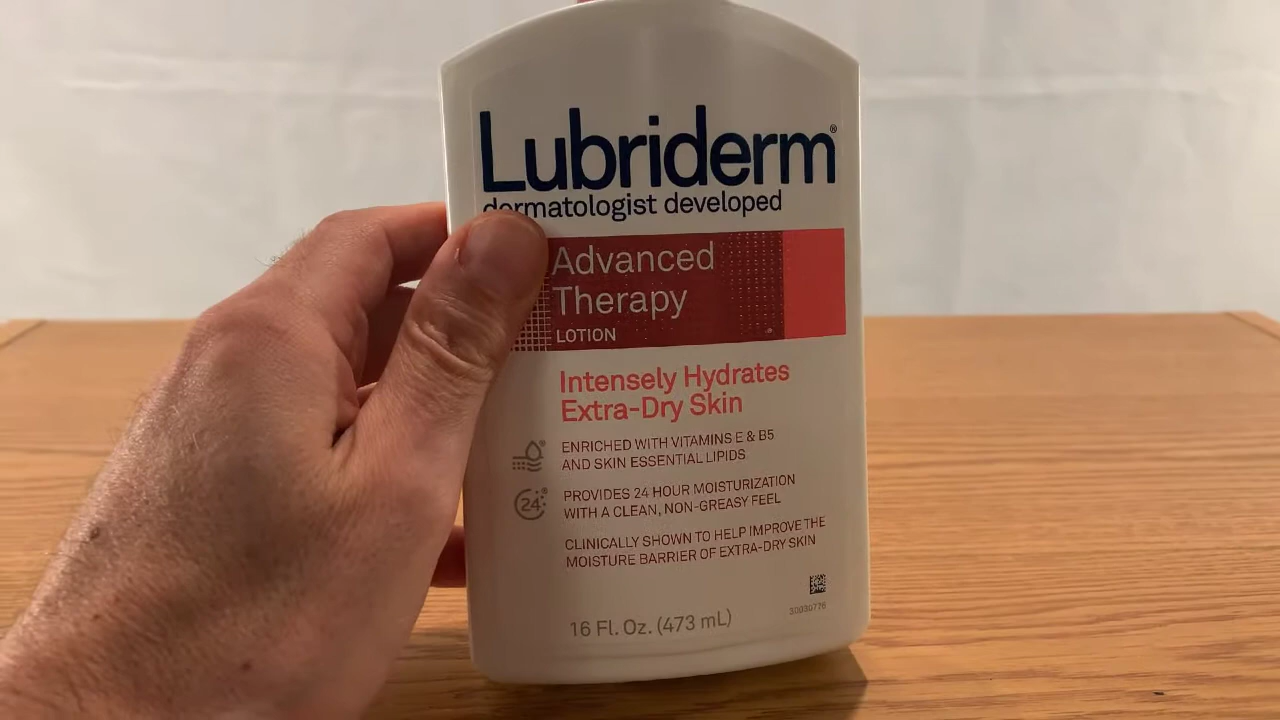 Lubriderm®
dermatologist developed
Advanced
Therapy
LOTION
Intensely Hydrates
Extra-Dry Skin
ENRICHED WITH VITAMINS E & B5
AND SKIN ESSENTIAL LIPIDS
24
PROVIDES 24 HOUR MOISTURIZATION
WITH A CLEAN, NON-GREASY FEEL
CLINICALLY SHOWN TO HELP IMPROVE THE
MOISTURE BARRIER OF EXTRA-DRY SKIN
30030776
16 Fl. Oz. (473 mL)